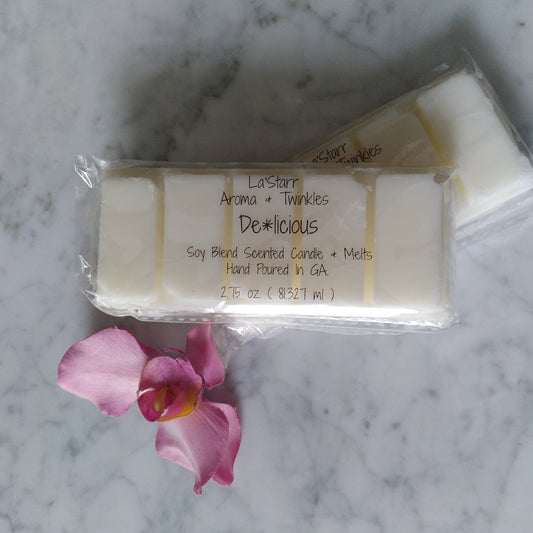 La'Starr
Aroma & Twinkles
De*licious
Soy Blend Scented Candle & Melts
Hand Poured In GA.
2.75 oz ( 81.327 ml )
La'Starr
Twinkles